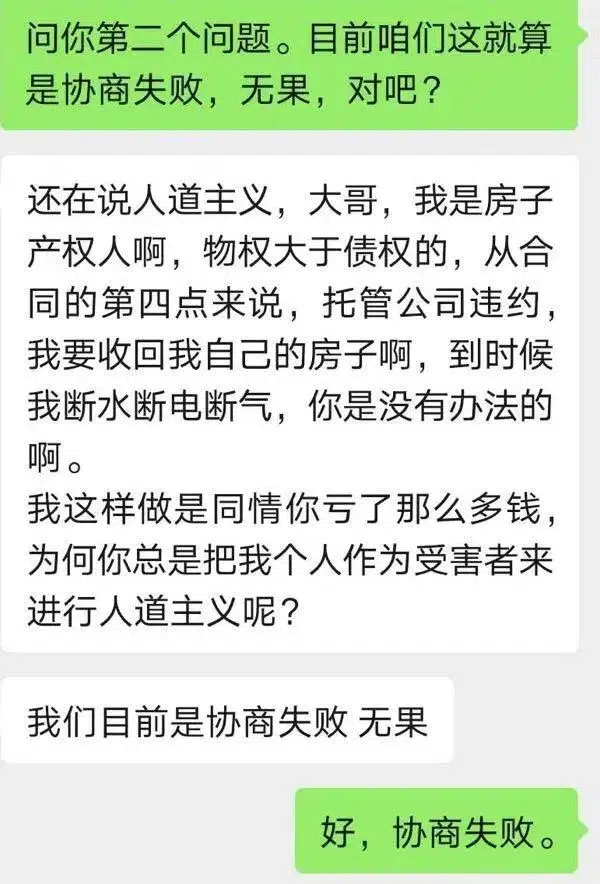 问你第二个问题。目前咱们这就算
是协商失败，无果，对吧？
还在说人道主义，大哥，我是房子
产权人啊，物权大于债权的，从合
同的第四点来说，托管公司违约，
我要收回我自己的房子啊，到时候
我断水断电断气，你是没有办法的
啊。
我这样做是同情你亏了那么多钱，
为何你总是把我个人作为受害者来
进行人道主义呢？
我们目前是协商失败 无果
好，协商失败。